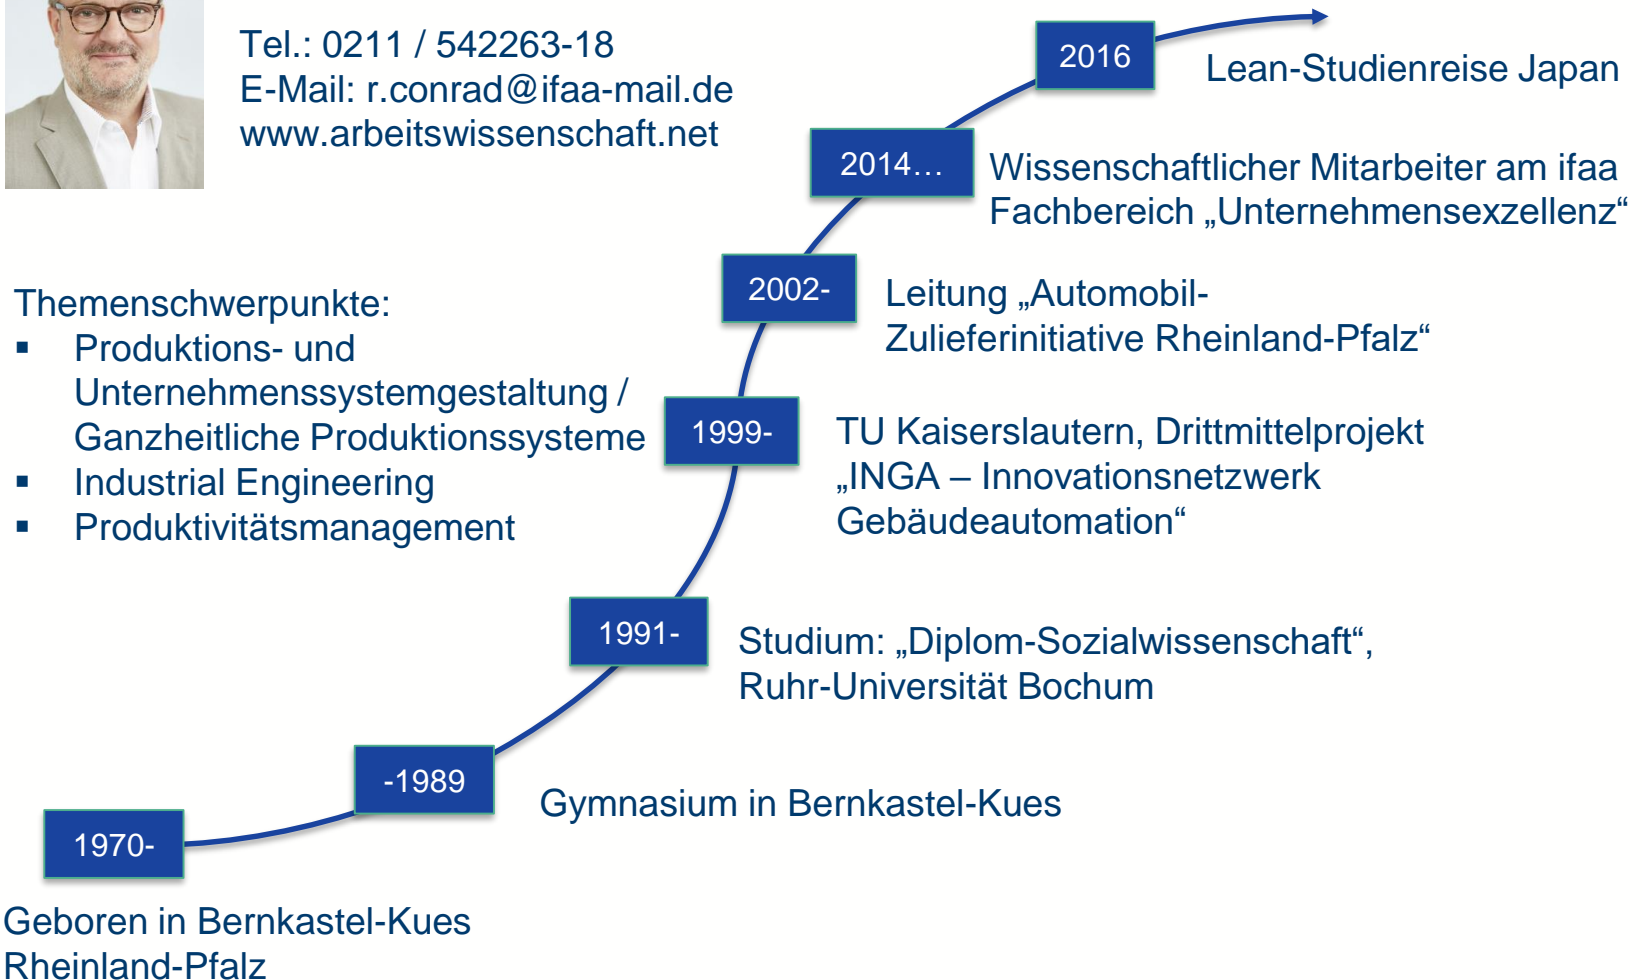 Tel.: 0211 / 542263-18
E-Mail: r.conrad@ifaa-mail.de
www.arbeitswissenschaft.net
2016
Lean-Studienreise Japan
2014…
Wissenschaftlicher Mitarbeiter am ifaa
Fachbereich „Unternehmensexzellenz“
2002-
Leitung „Automobil-
Zulieferinitiative Rheinland-Pfalz“
Themenschwerpunkte:
▪ Produktions- und
Unternehmenssystemgestaltung /
Ganzheitliche Produktionssysteme
▪ Industrial Engineering
▪ Produktivitätsmanagement
1999-
TU Kaiserslautern, Drittmittelprojekt
„INGA – Innovationsnetzwerk
Gebäudeautomation“
1991-
Studium: „Diplom-Sozialwissenschaft“,
Ruhr-Universität Bochum
-1989
Gymnasium in Bernkastel-Kues
1970-
Geboren in Bernkastel-Kues
Rheinland-Pfalz